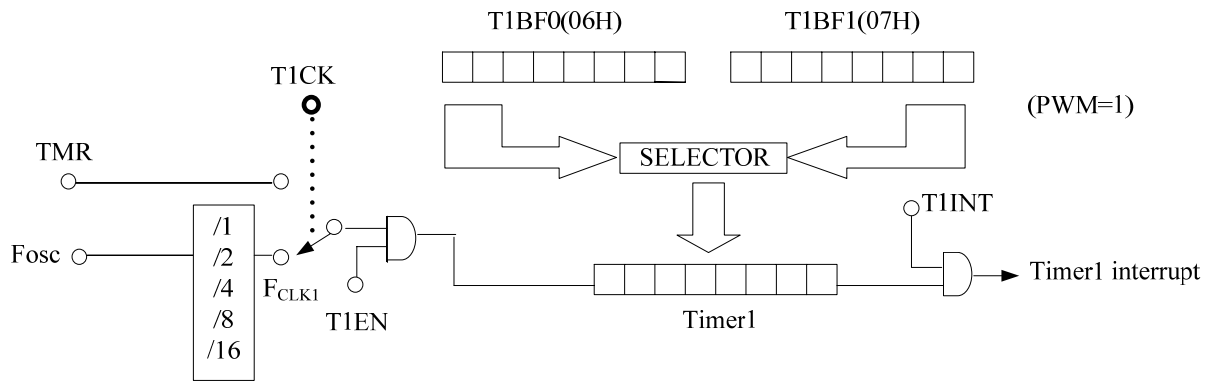 T1BF0(06H)
T1BF1(07H)
T1CK
(PWM=1)
TMR
SELECTOR
T1INT
/1
Fosc
/2
FCLK1
/4
/8
/16
T1EN
Timer1
Timer1 interrupt